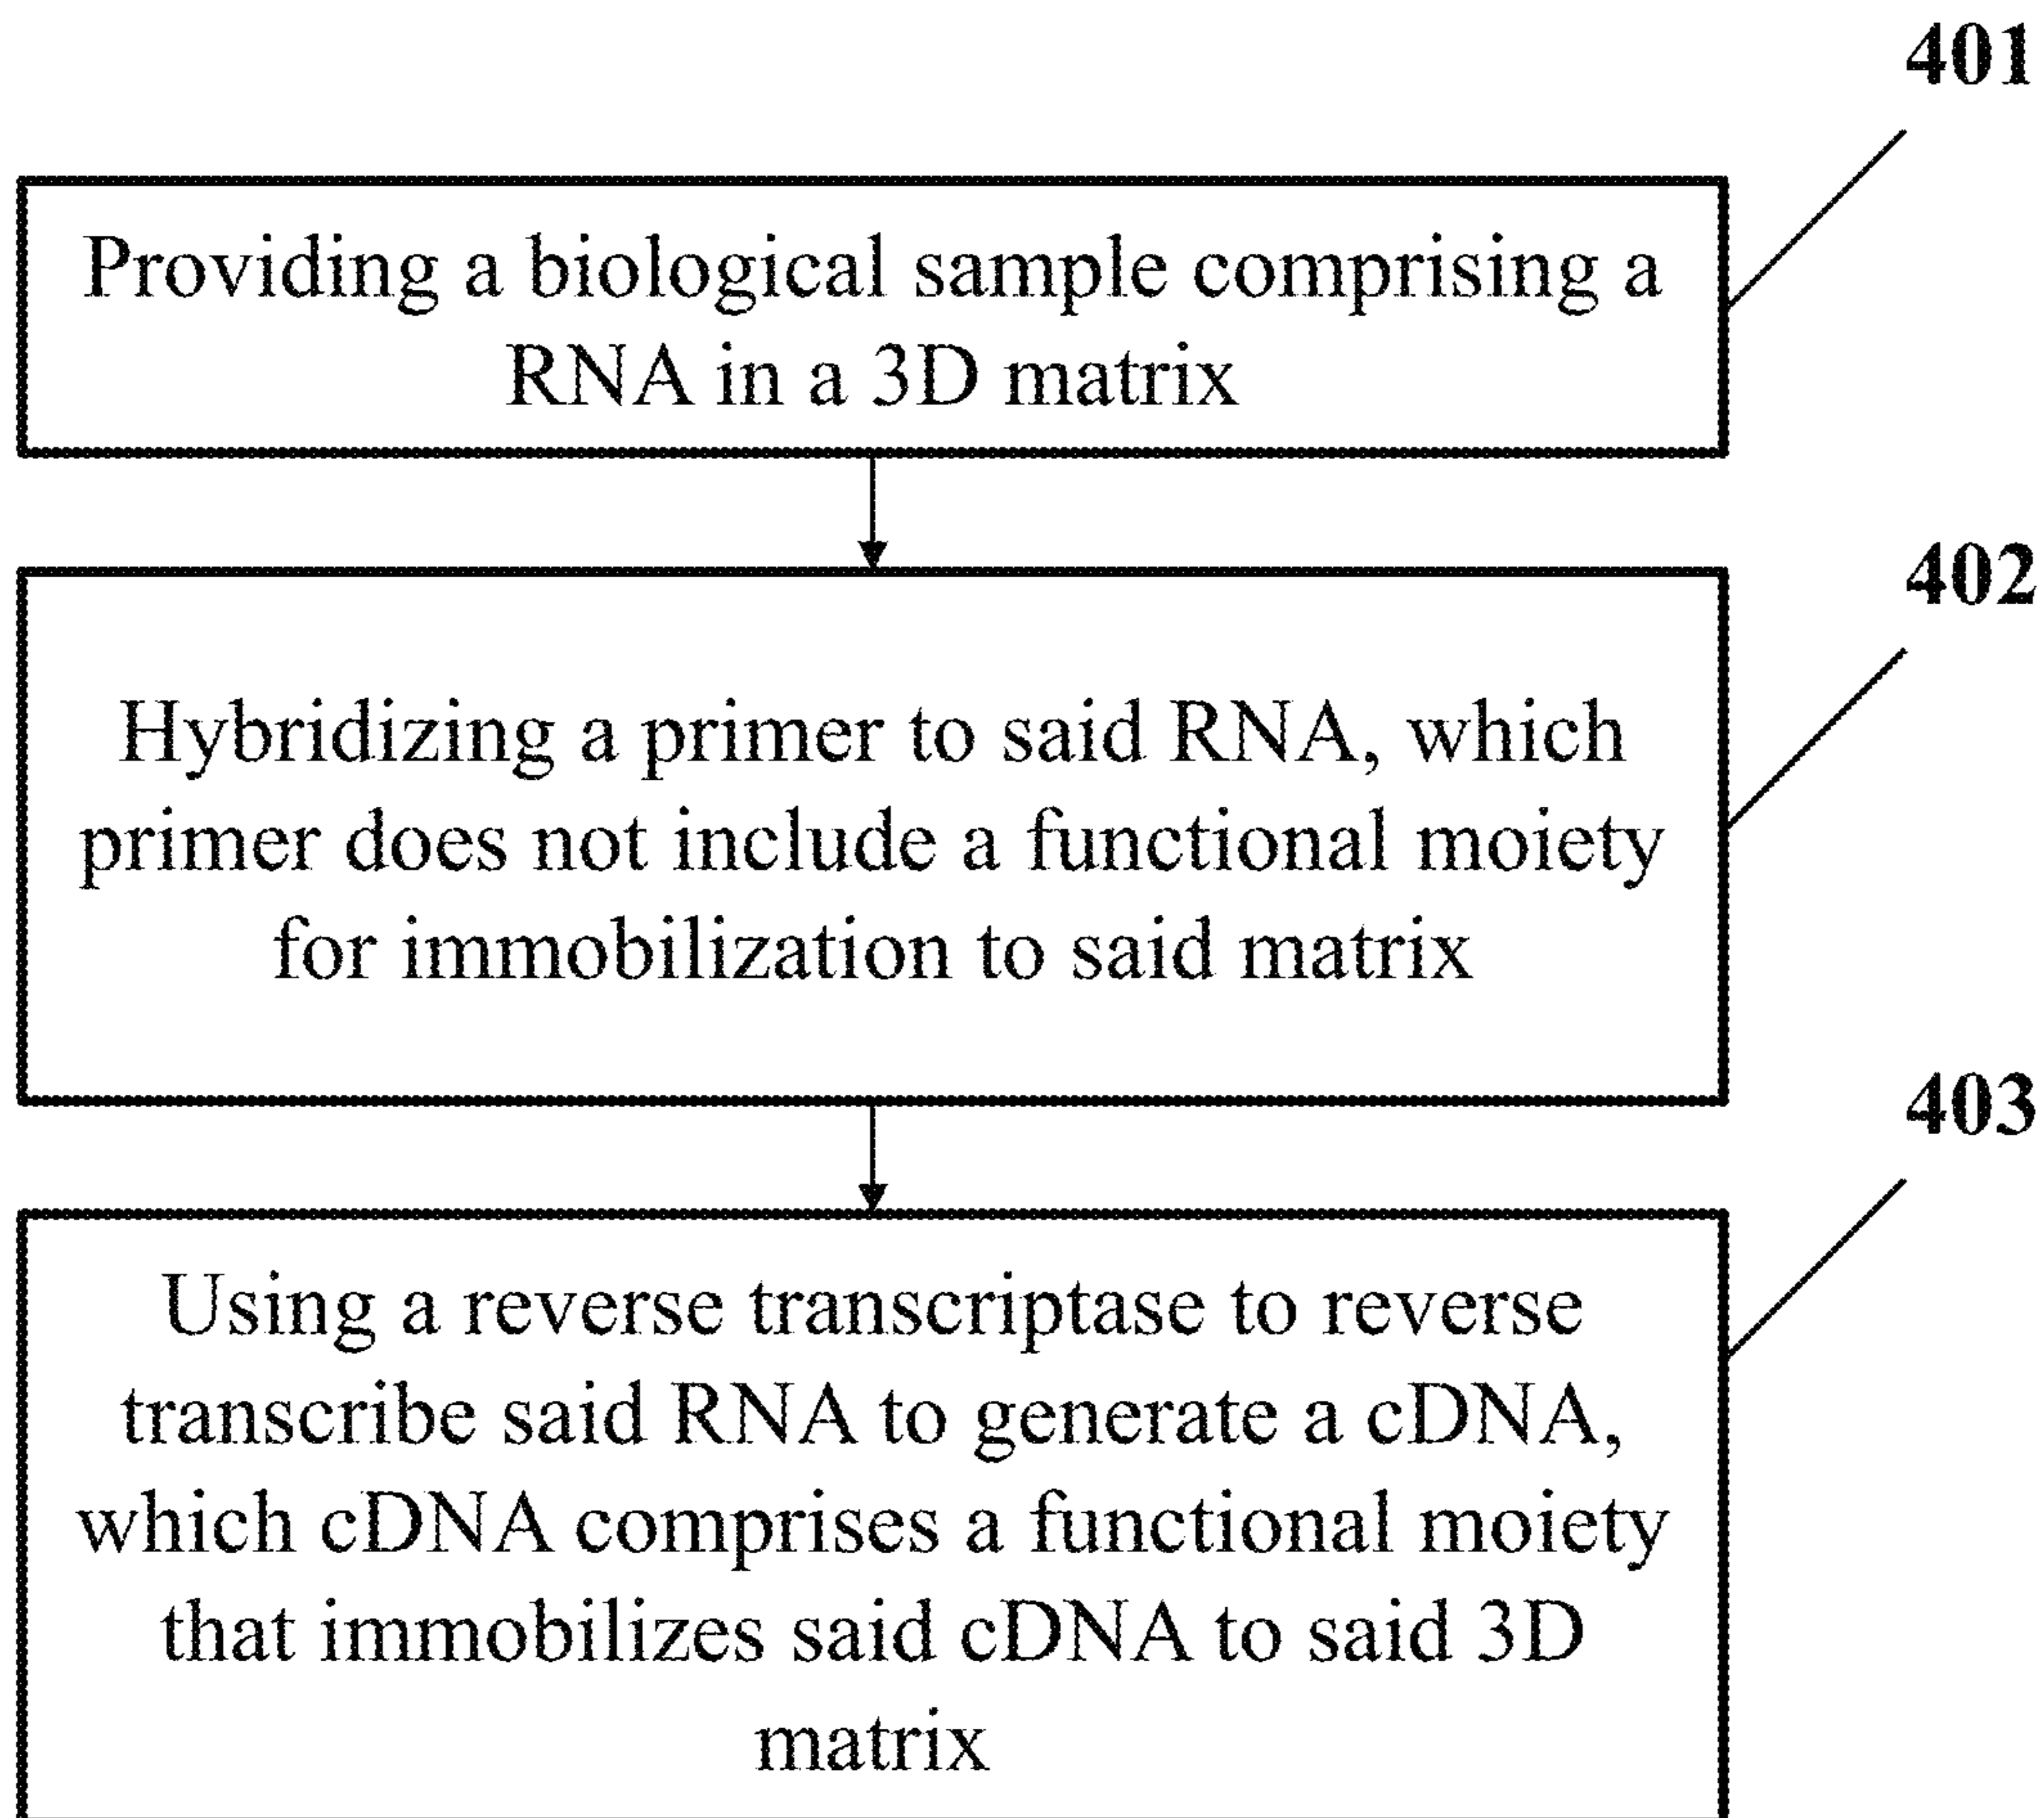 401
Providing a biological sample comprising a
RNA in a 3D matrix
402
Hybridizing a primer to said RNA, which
primer does not include a functional moiety
for immobilization to said matrix
403
Using a reverse transcriptase to reverse
transcribe said RNA to generate a cDNA,
which cDNA comprises a functional moiety
that immobilizes said cDNA to said 3D
matrix